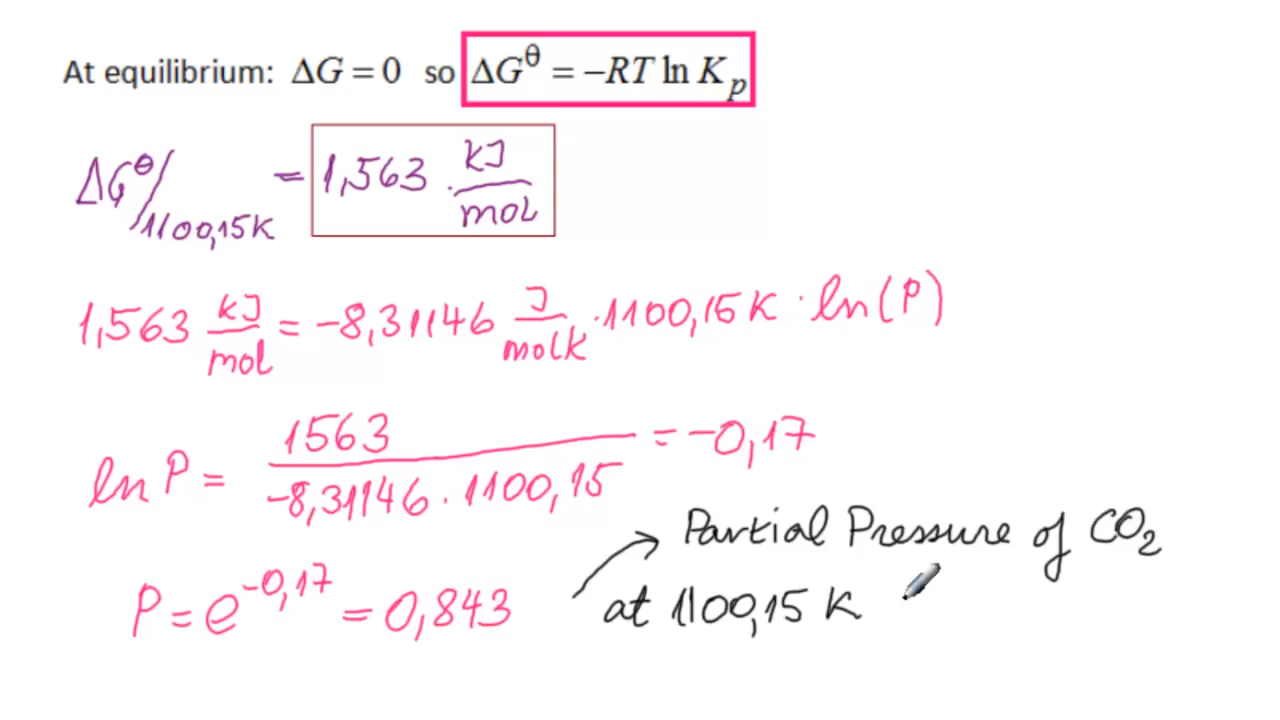 At equilibrium: ΔG = 0 so ΔG^θ = −RT ln K_p
ΔG^θ/1100,15K = 1,563 · kJ/mol
1,563 kJ/mol = −8,31146 J/molK · 1100,15K · ln(P)
ln P = 1563/−8,31146 · 1100,15 = −0,17
P = e^−0,17 = 0,843
→ Partial Pressure of CO₂
at 1100,15 K